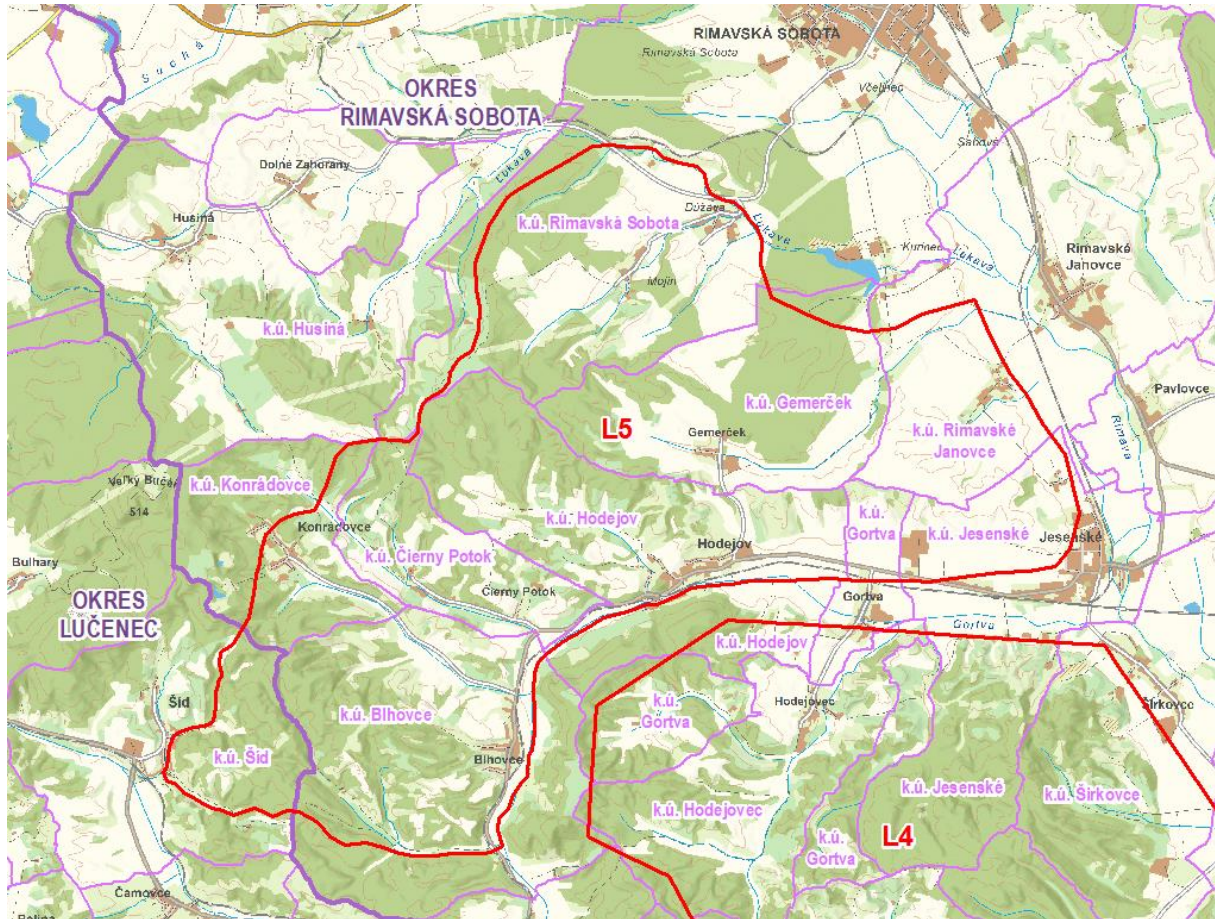 RIMAVSKÁ SOBOTA
Rimavská Sobota
Suchá
OKRES
RIMAVSKÁ SOBOTA
Včelinec
Sabová
Dolné Zahorany
Lukava
Husiná
k.ú. Rimavská Sobota
Dúžava
Lukava
Kurinec
Lukava
Rimavské
Janovce
Mojín
k.ú. Husiná
Pavlovce
k.ú. Gemerček
L5
Gemerček
k.ú. Rimavské
Janovce
Rimava
k.ú. Konrádovce
Veľký Bučeň
514
Konrádovce
k.ú. Hodejov
k.ú.
Gortva
k.ú. Jesenské
Jesenské
Hodejov
k.ú. Čierny Potok
Bulhary
Čierny Potok
OKRES
LUČENEC
Gortva
Gortva
k.ú. Hodejov
Šíd
k.ú. Blhovce
k.ú.
Gortva
Hodejovec
Širkovce
k.ú. Šíd
Blhovce
k.ú. Jesenské
k.ú. Širkovce
k.ú. Hodejovec
L4
k.ú.
Gortva
Čamovce